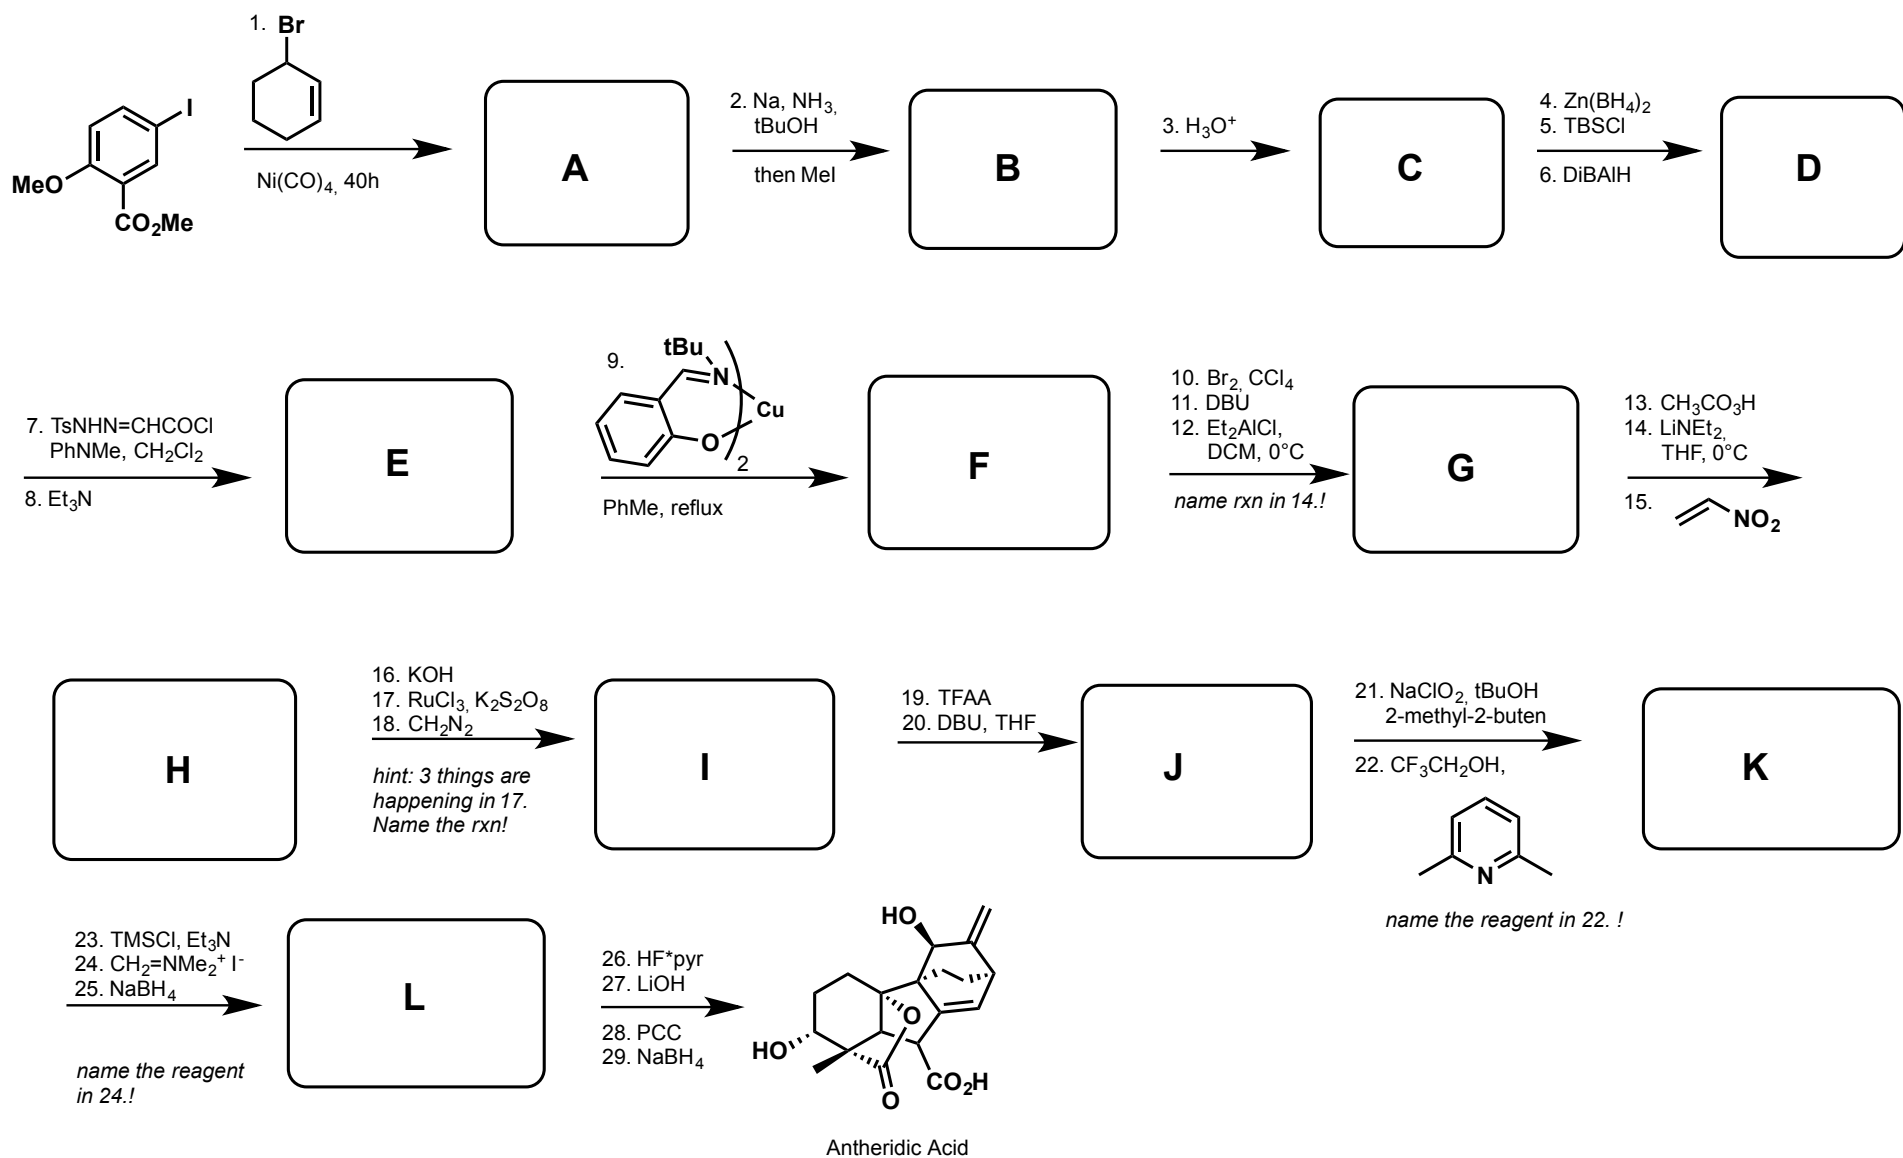 1. Br
I
MeO
CO2Me
Ni(CO)4, 40h
A
2. Na, NH3,
tBuOH
then MeI
B
3. H3O+
C
4. Zn(BH4)2
5. TBSCl
6. DiBAlH
D
7. TsNHN=CHCOCl
PhNMe, CH2Cl2
8. Et3N
E
9.
tBu
N
Cu
O
2
PhMe, reflux
F
10. Br2, CCl4
11. DBU
12. Et2AlCl,
DCM, 0°C
name rxn in 14.!
G
13. CH3CO3H
14. LiNEt2,
THF, 0°C
15.
NO2
H
16. KOH
17. RuCl3, K2S2O8
18. CH2N2
hint: 3 things are
happening in 17.
Name the rxn!
I
19. TFAA
20. DBU, THF
J
21. NaClO2, tBuOH
2-methyl-2-buten
22. CF3CH2OH,
N
name the reagent in 22. !
K
23. TMSCl, Et3N
24. CH2=NMe2+ I-
25. NaBH4
name the reagent
in 24.!
L
26. HF*pyr
27. LiOH
28. PCC
29. NaBH4
HO
O
HO
O
CO2H
Antheridic Acid